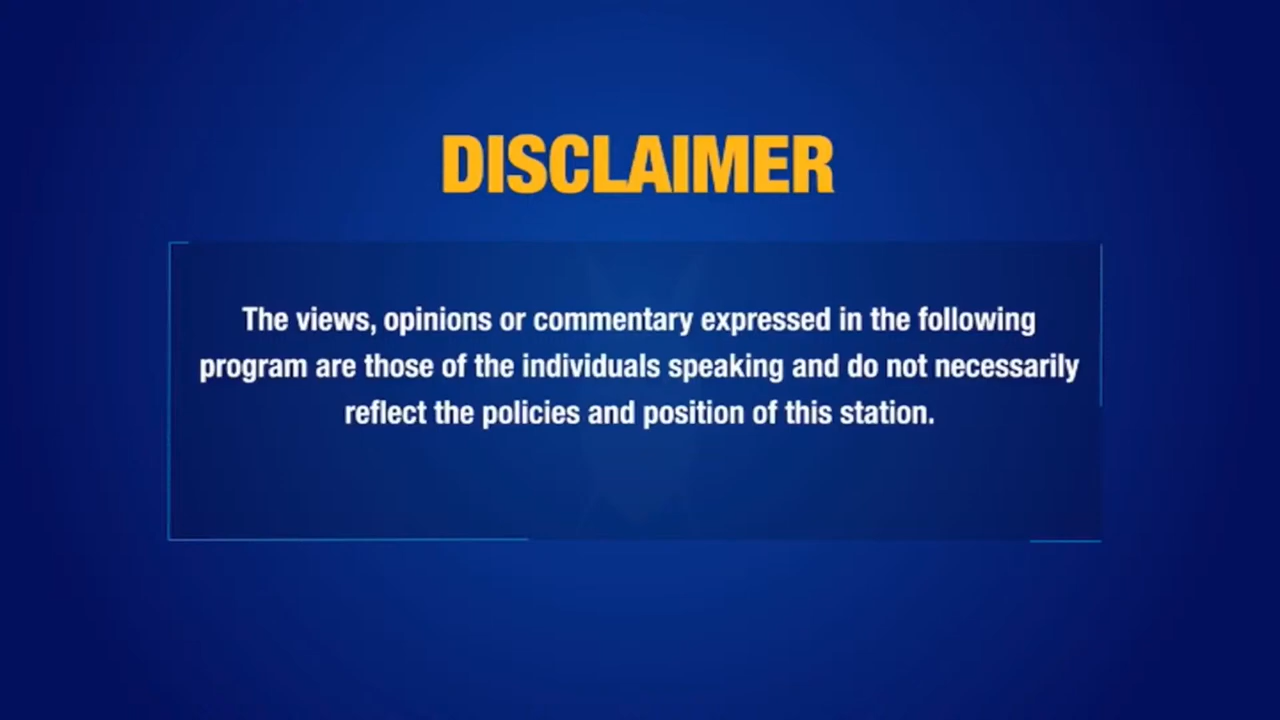 DISCLAIMER
The views, opinions or commentary expressed in the following
program are those of the individuals speaking and do not necessarily
reflect the policies and position of this station.